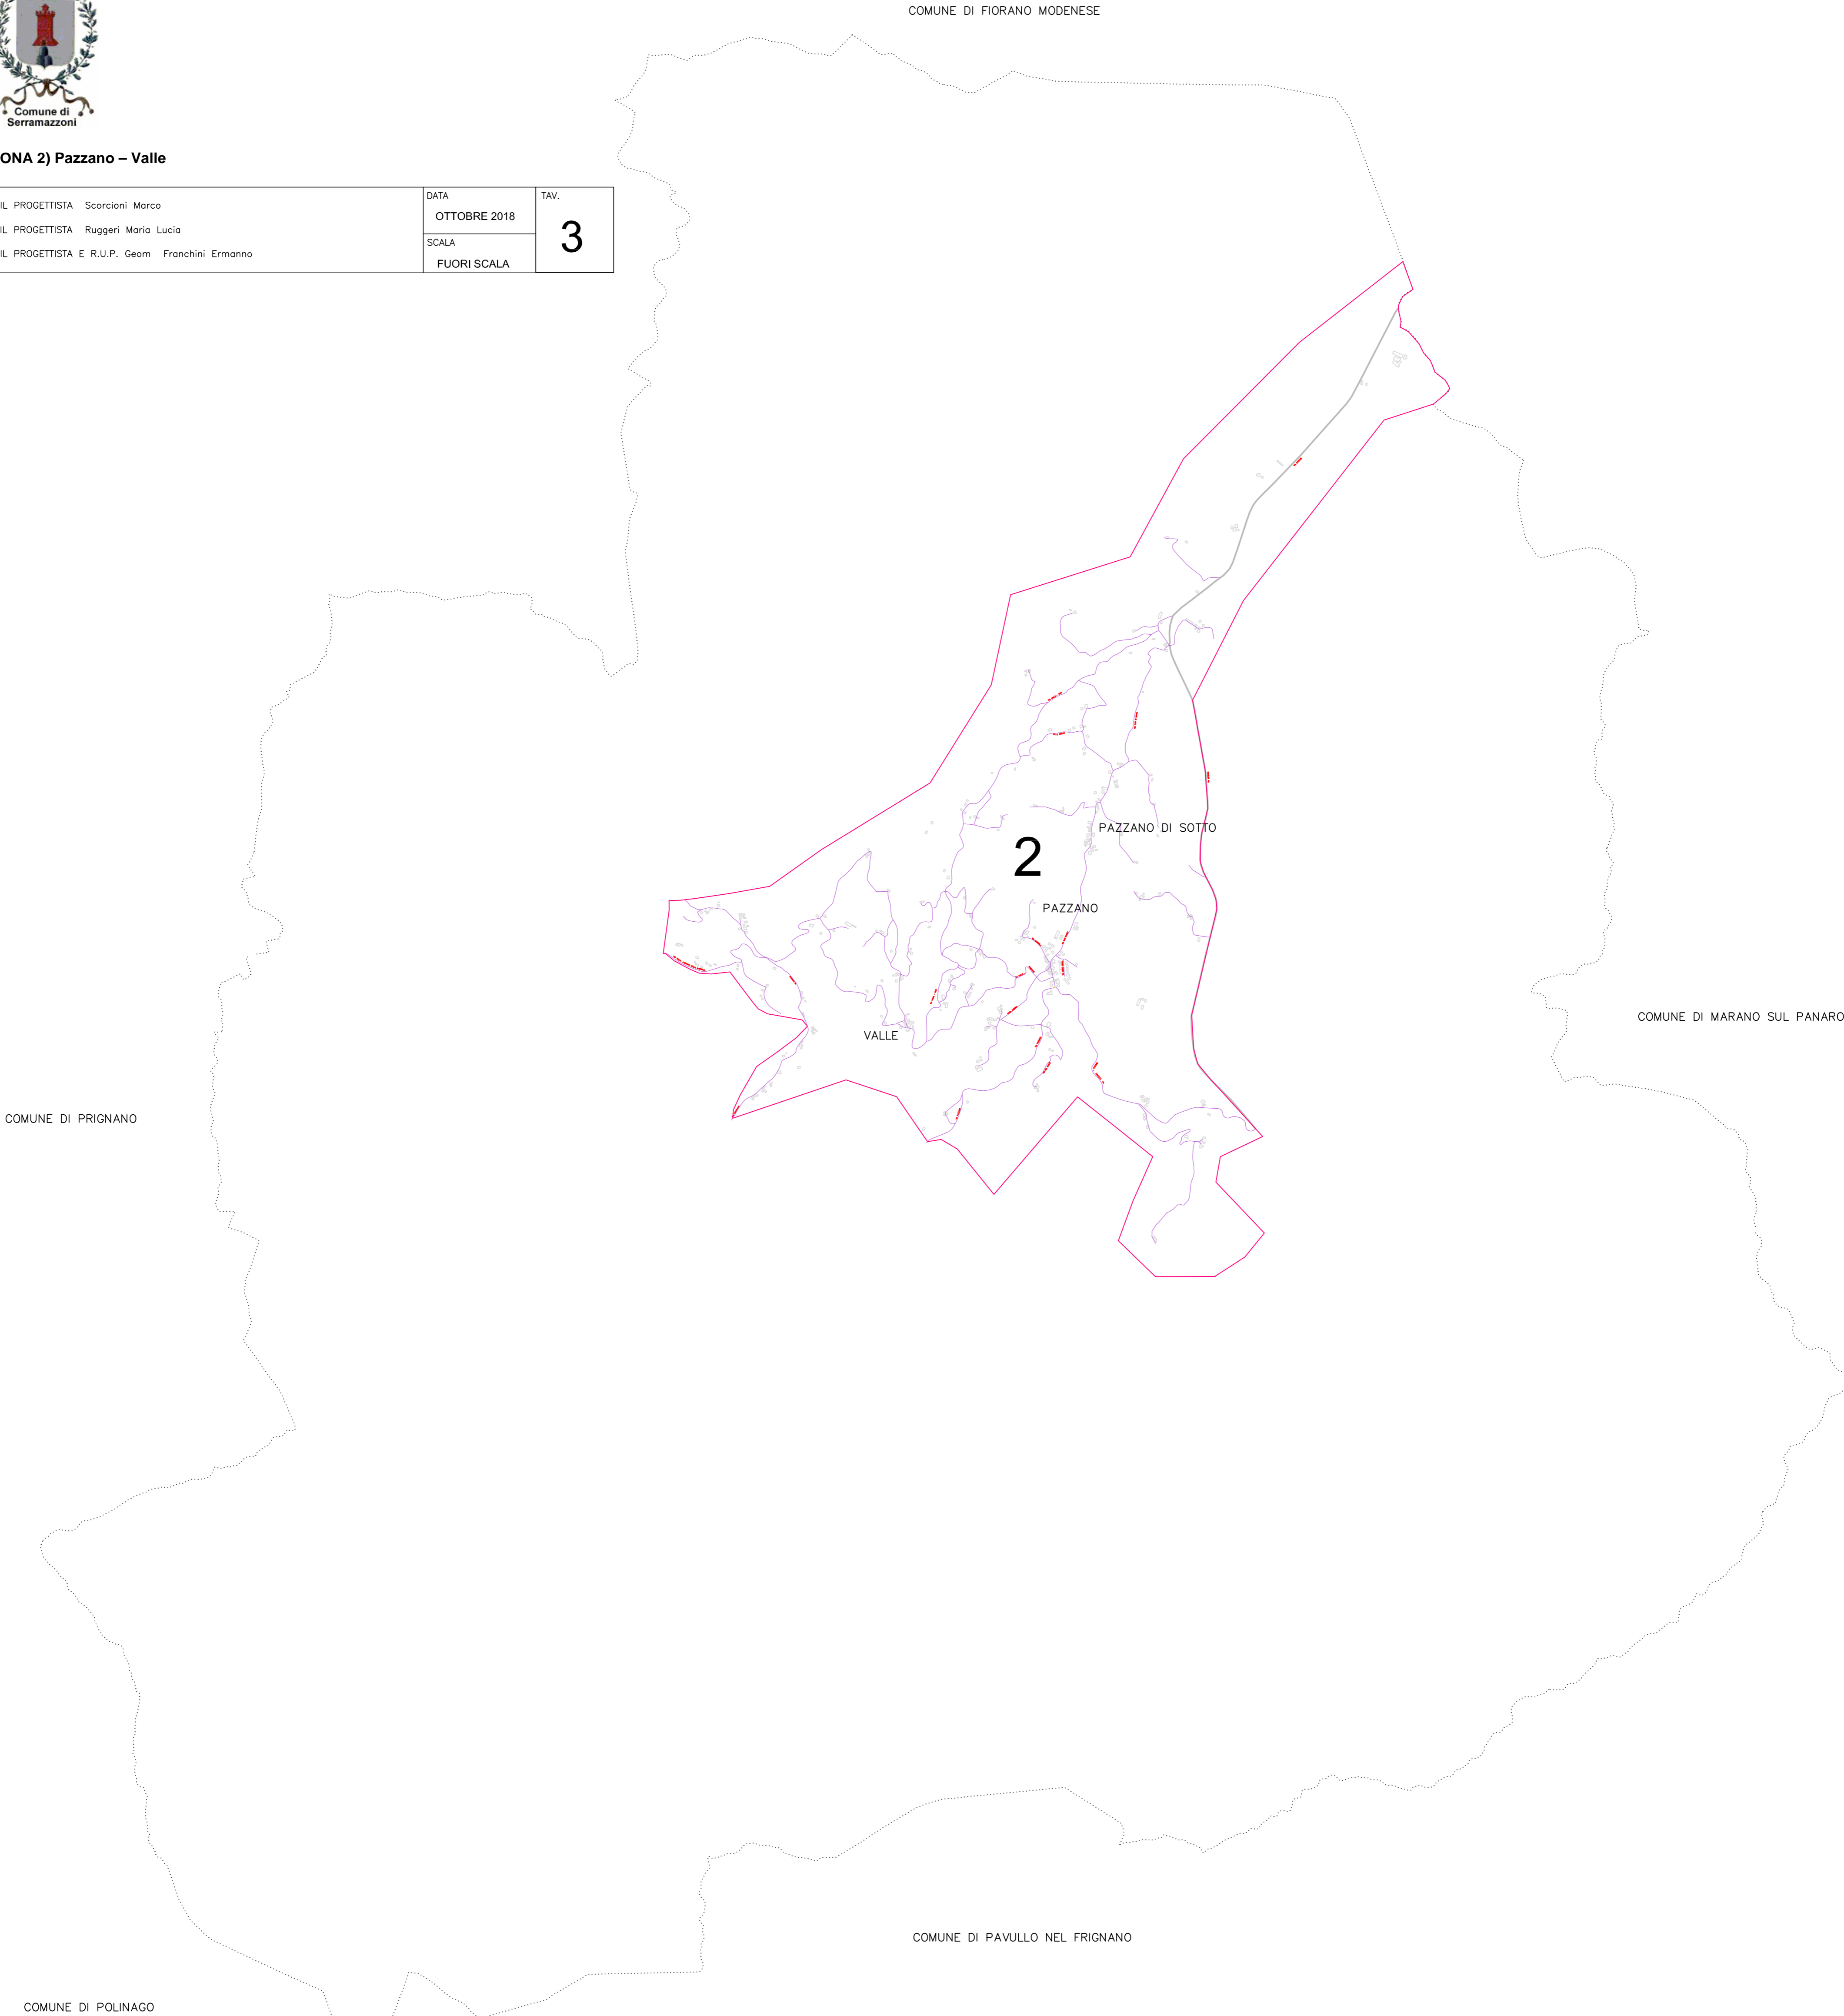 COMUNE DI FIORANO MODENESE
Comune di
Serramazzoni
ONA 2) Pazzano – Valle
IL PROGETTISTA Scorcioni Marco
IL PROGETTISTA Ruggeri Maria Lucia
IL PROGETTISTA E R.U.P. Geom Franchini Ermanno
DATA
OTTOBRE 2018
SCALA
FUORI SCALA
TAV.
3
PAZZANO DI SOTTO
2
PAZZANO
VALLE
COMUNE DI MARANO SUL PANARO
COMUNE DI PRIGNANO
COMUNE DI PAVULLO NEL FRIGNANO
COMUNE DI POLINAGO